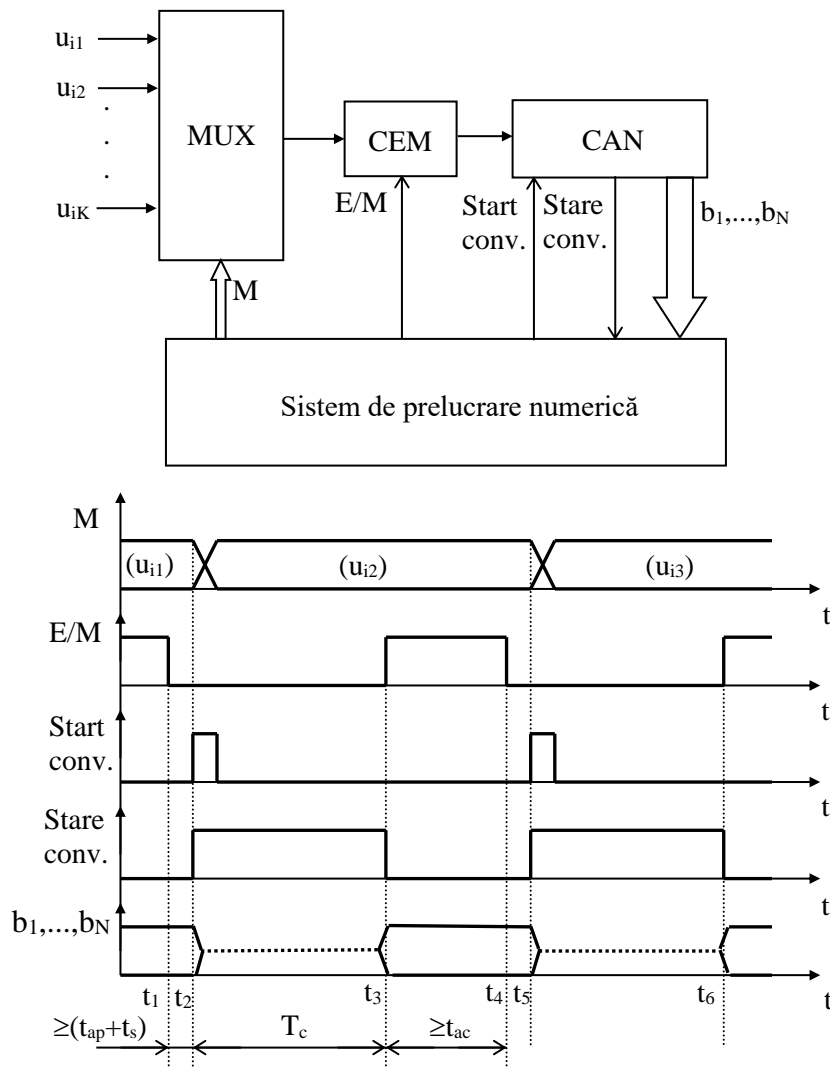 u_i1
u_i2
.
.
.
u_iK
MUX
CEM
CAN
E/M
Start
conv.
Stare
conv.
b_1,...,b_N
M
Sistem de prelucrare numerică
M
(u_i1)
(u_i2)
(u_i3)
t
E/M
t
Start
conv.
t
Stare
conv.
t
b_1,...,b_N
t_1
t_2
t_3
t_4
t_5
t_6
t
≥(t_ap+t_s)
T_c
≥t_ac